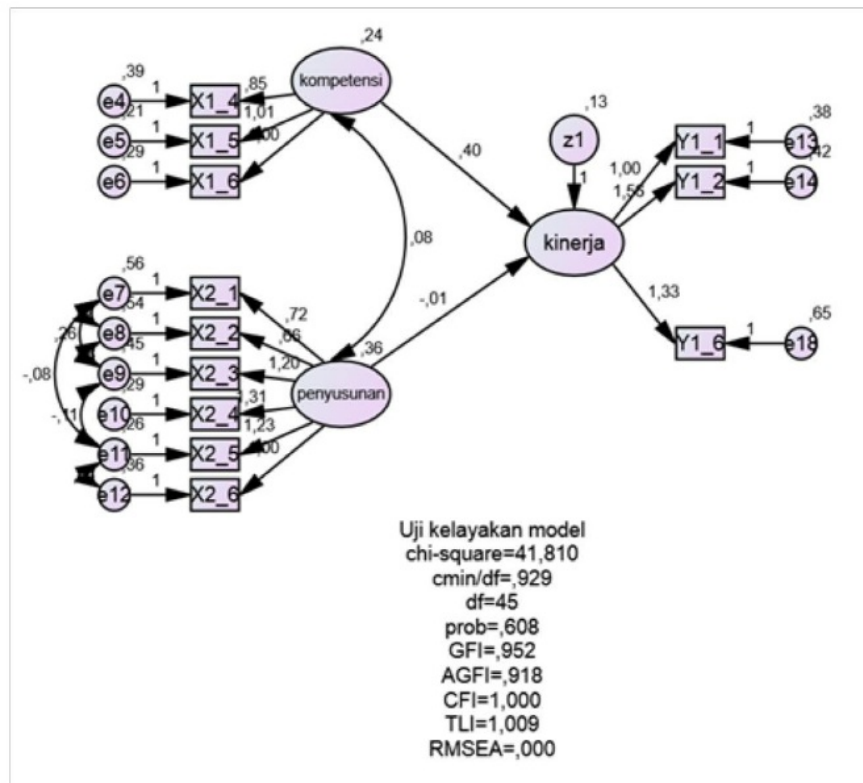 ,24
,39
kompetensi
1
,85
e4
X1_4
,21
1,01
,13
,38
1
e5
X1_5
,00
z1
Y1_1
1
e13
,29
,40
1,00
,42
1
e6
X1_6
1
1,56
Y1_2
1
e14
kinerja
,08
,56
-,01
1
e7
X2_1
1,33
,54
,72
,65
1
,26
e8
X2_2
,66
,36
Y1_6
1
e18
,45
1
1,20
-,08
e9
X2_3
,29
penyusunan
1
1,31
-,11
e10
X2_4
,26
1,23
1
,00
e11
X2_5
,36
1
e12
X2_6
Uji kelayakan model
chi-square=41,810
cmin/df=,929
df=45
prob=,608
GFI=,952
AGFI=,918
CFI=1,000
TLI=1,009
RMSEA=,000